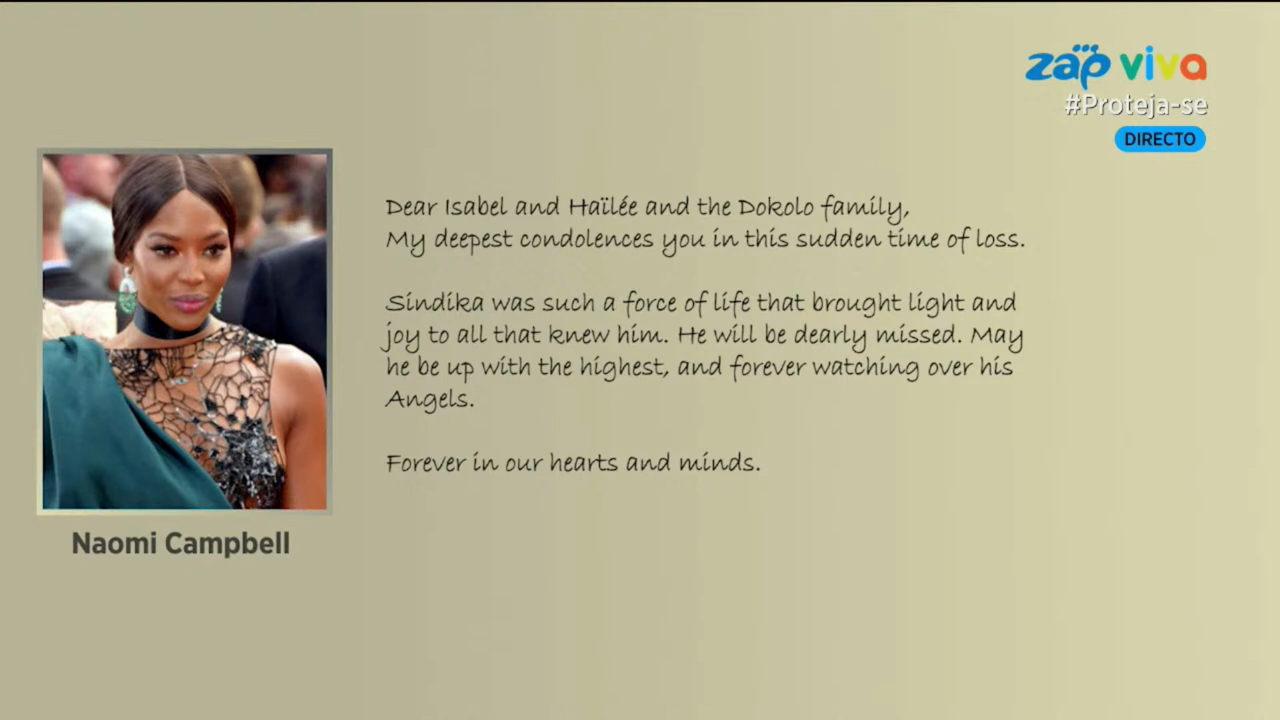 zap viva
#Proteja-se
DIRECTO
Dear Isabel and Haïlée and the Dokolo family,
My deepest condolences you in this sudden time of loss.
Sindika was such a force of life that brought light and
joy to all that knew him. He will be dearly missed. May
he be up with the highest, and forever watching over his
Angels.
Forever in our hearts and minds.
Naomi Campbell